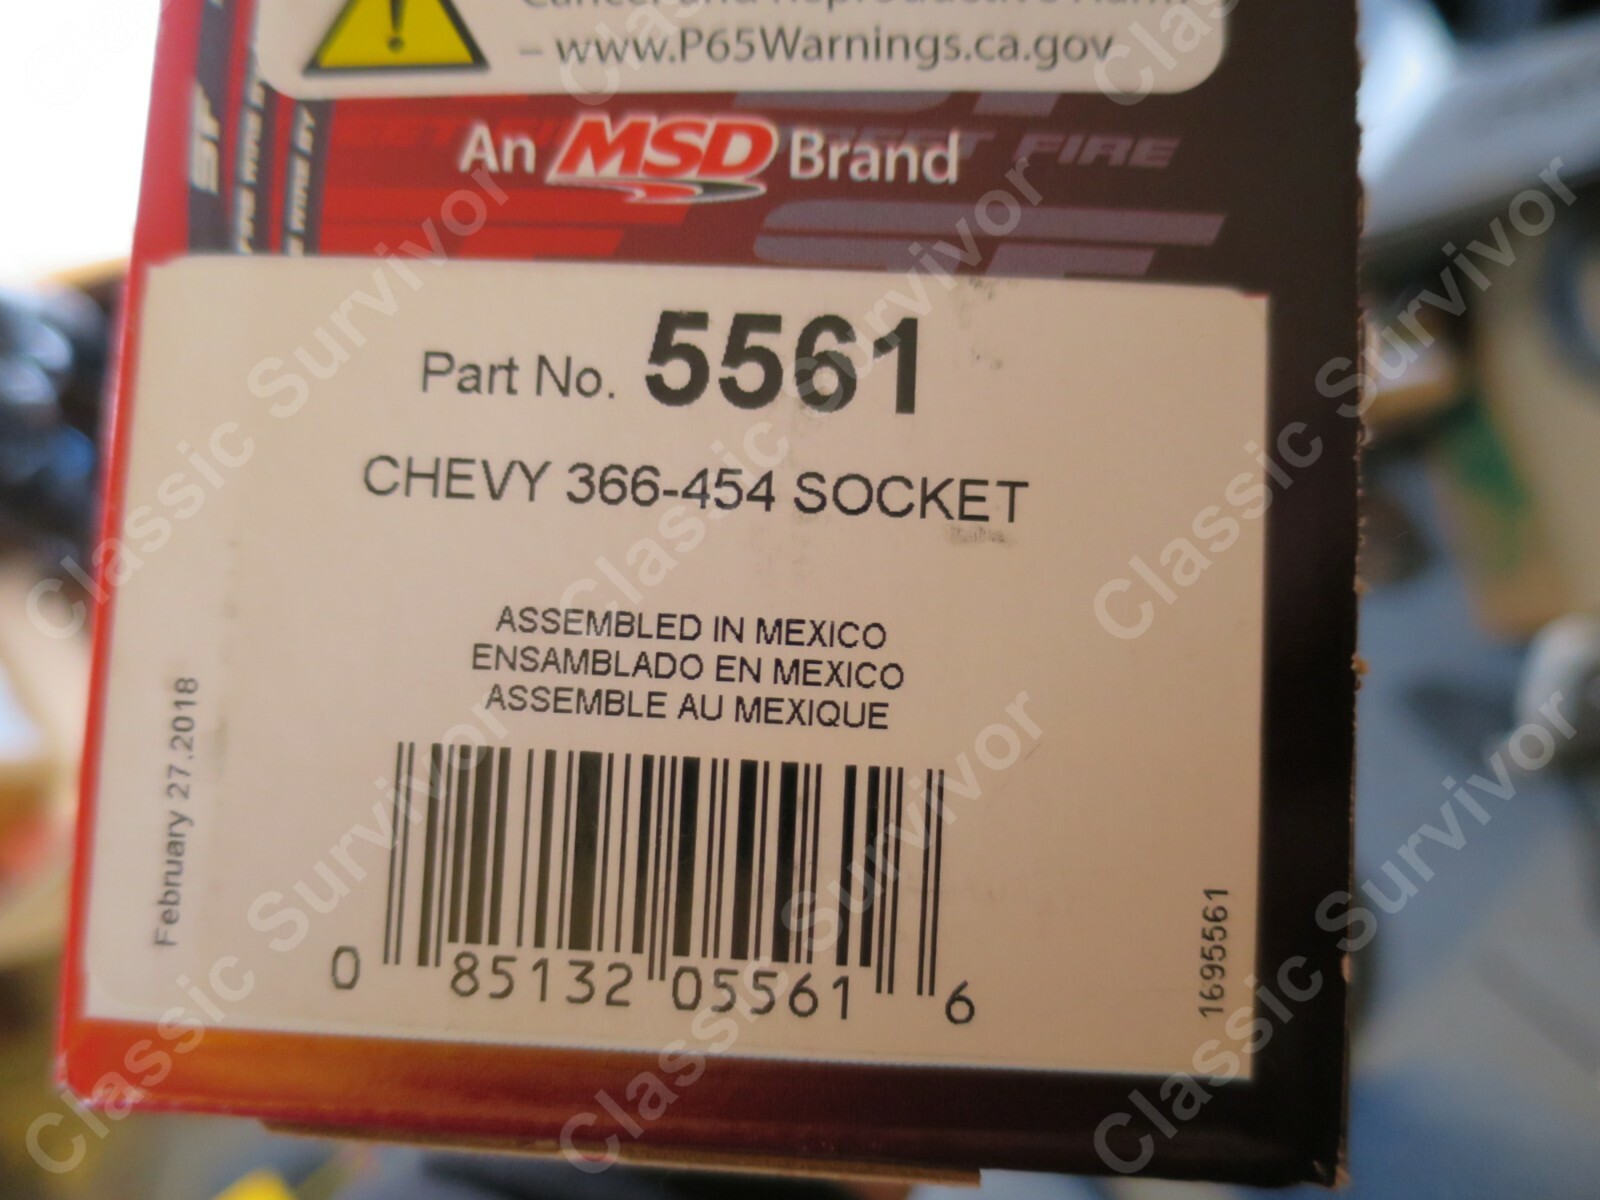 – www.P65Warnings.ca.gov
An MSD Brand
FIRE
Part No. 5561
CHEVY 366-454 SOCKET
ASSEMBLED IN MEXICO
ENSAMBLADO EN MEXICO
ASSEMBLE AU MEXIQUE
February 27.2018
0 85132 05561 6
1695561
Classic Survivor